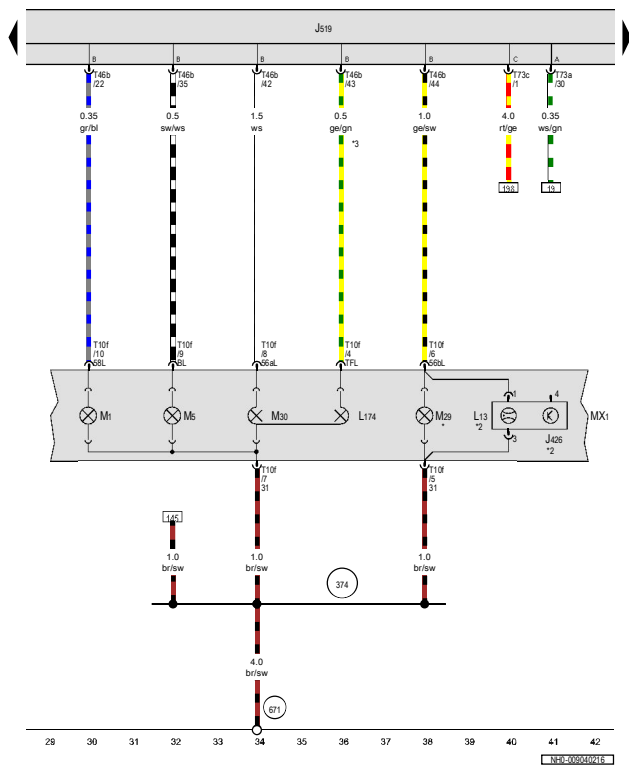 J519
B B B B B C A
T46b /22
T46b /35
T46b /42
T46b /43
T46b /44
T73c /1
T73a /30
0.35 gr/bl
0.5 sw/ws
1.5 ws
0.5 ge/gn
1.0 ge/sw
4.0 rt/ge
0.35 ws/gn
*3
198
19
T10f /10 58L
T10f /9 BL
T10f /8 56aL
T10f /4 TFL
T10f /6 56bL
1 4
M1 M5 M30 L174 M29 * L13 *2 MX1
3
J426 *2
T10f /7 31
T10f /5 31
145
1.0 br/sw
1.0 br/sw
1.0 br/sw
374
4.0 br/sw
671
29 30 31 32 33 34 35 36 37 38 39 40 41 42
NH0-009040216